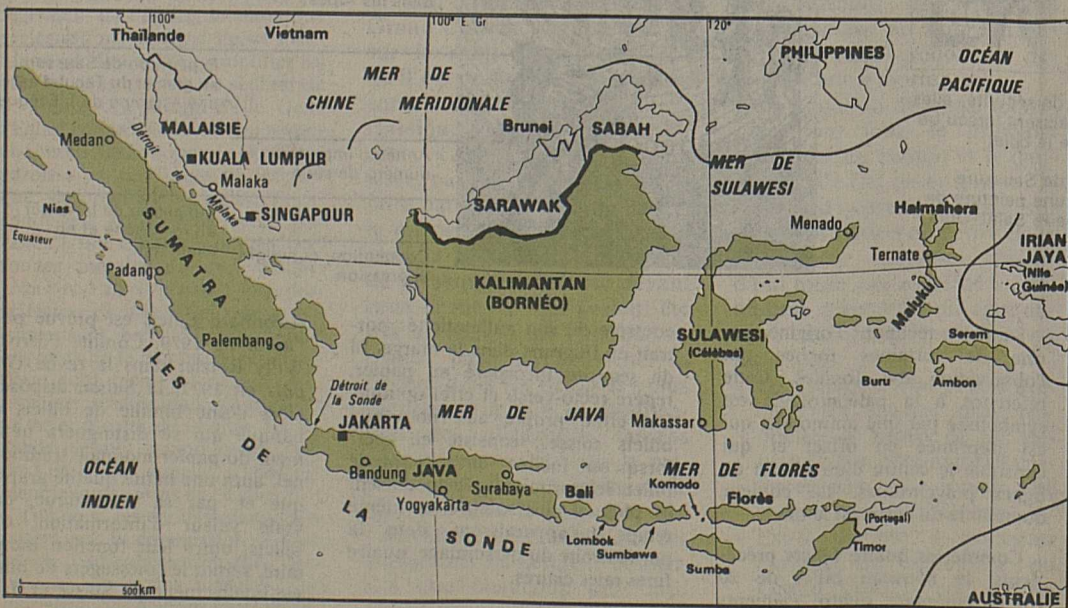 100°
100° E. Gr
120°
Thaïlande
Vietnam
PHILIPPINES
OCÉAN
PACIFIQUE
MER DE
CHINE MÉRIDIONALE
MALAISIE
Medan
Détroit
de
Malaka
KUALA LUMPUR
Malaka
SINGAPOUR
Brunei
SABAH
SARAWAK
MER DE
SULAWESI
Nias
Equateur
SUMATRA
Padang
Palembang
KALIMANTAN
(BORNÉO)
Menado
Halmahera
Ternate
Maluku
IRIAN
JAYA
(Nlle
Guinée)
SULAWESI
(Célèbes)
Seram
Buru
Ambon
Makassar
Détroit de
la Sonde
JAKARTA
MER DE JAVA
ILES
DE
LA
SONDE
OCÉAN
INDIEN
Bandung
JAVA
Yogyakarta
Surabaya
Bali
Lombok
Sumbawa
MER DE FLORÈS
Komodo
Florès
Sumba
(Portugal)
Timor
AUSTRALIE
0 500km